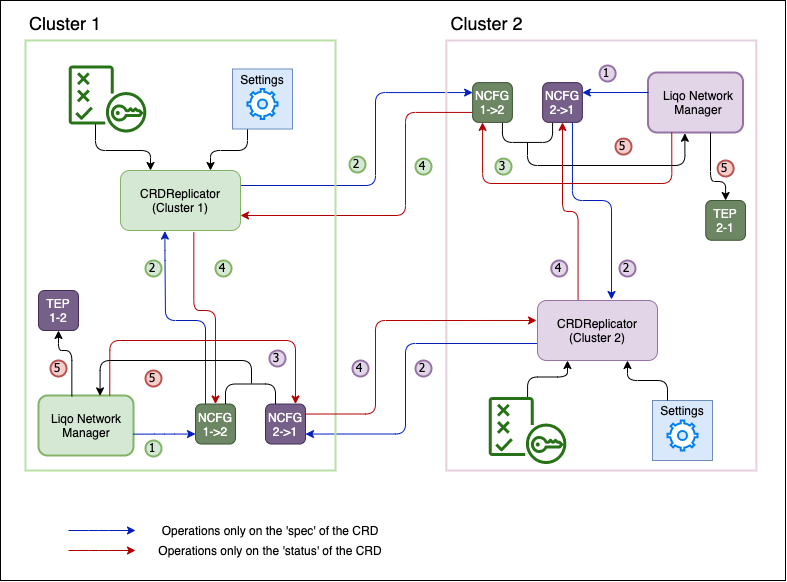 Cluster 1
Cluster 2
Settings
NCFG
1->2
NCFG
2->1
1
Liqo Network
Manager
2
4
3
5
5
CRDReplicator
(Cluster 1)
TEP
2-1
2
4
4
2
TEP
1-2
CRDReplicator
(Cluster 2)
5
5
3
4
2
Liqo Network
Manager
NCFG
1->2
NCFG
2->1
1
Settings
Operations only on the 'spec' of the CRD
Operations only on the 'status' of the CRD